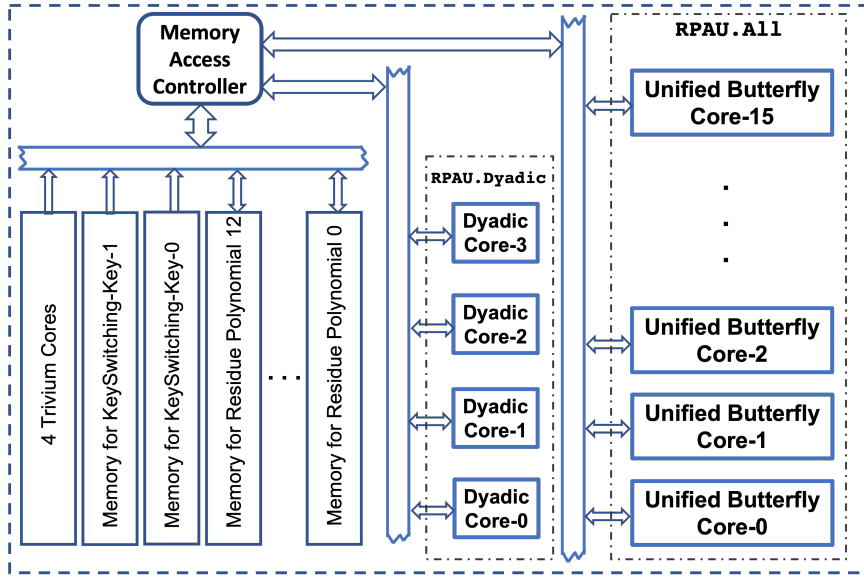 Memory
Access
Controller
4 Trivium Cores
Memory for KeySwitching-Key-1
Memory for KeySwitching-Key-0
Memory for Residue Polynomial 12
. . .
Memory for Residue Polynomial 0
RPAU.Dyadic
Dyadic
Core-3
Dyadic
Core-2
Dyadic
Core-1
Dyadic
Core-0
RPAU.All
Unified Butterfly
Core-15
.
.
.
Unified Butterfly
Core-2
Unified Butterfly
Core-1
Unified Butterfly
Core-0